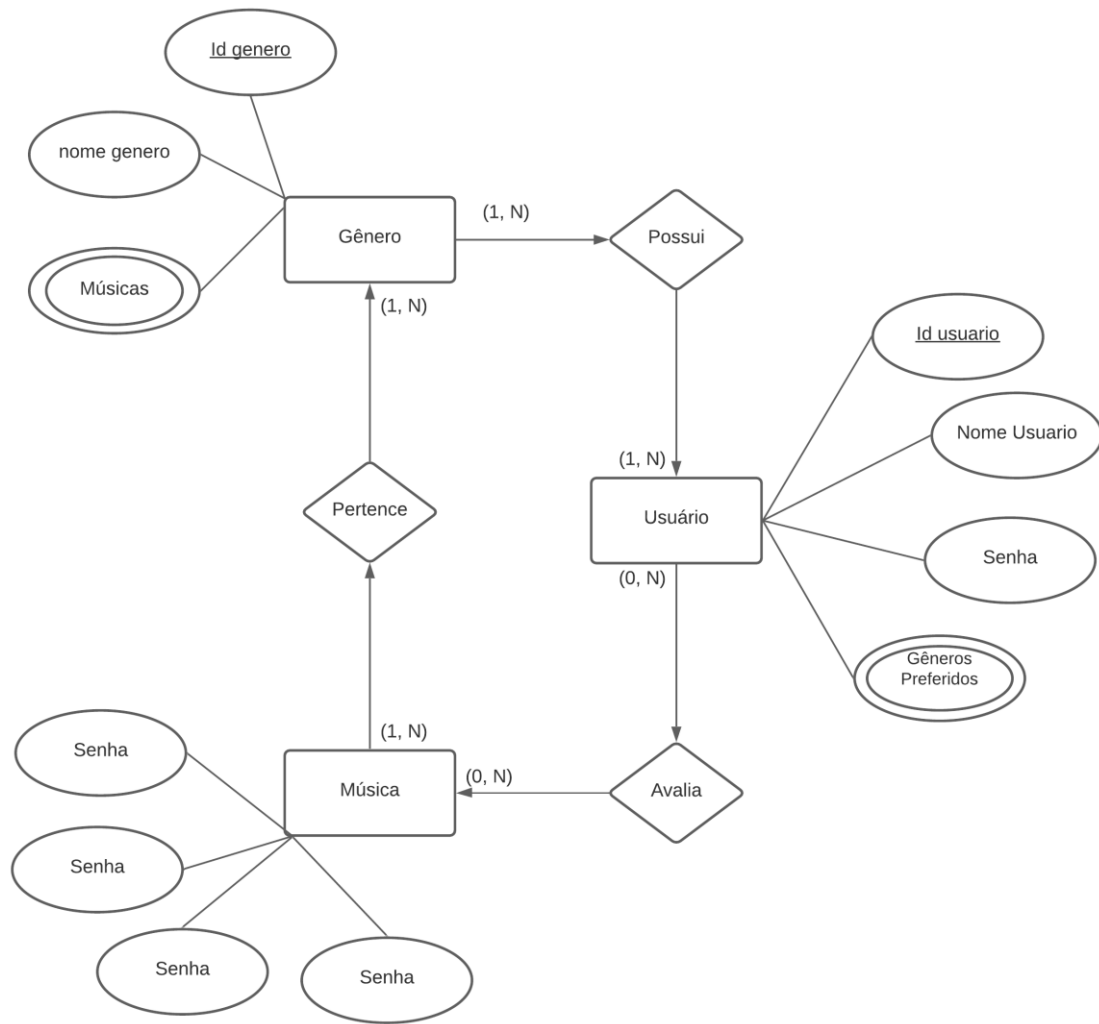 Id genero
nome genero
(1, N)
Gênero
Possui
Músicas
(1, N)
Id usuario
Nome Usuario
(1, N)
Pertence
Usuário
Senha
(0, N)
Gêneros
Preferidos
(1, N)
Senha
(0, N)
Música
Avalia
Senha
Senha
Senha